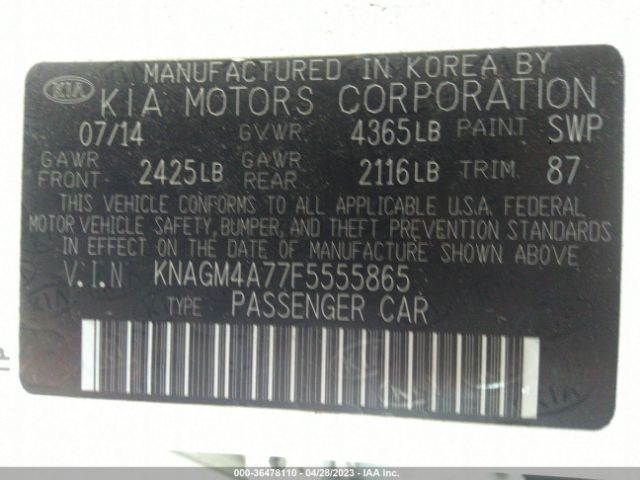 MANUFACTURED IN KOREA BY
KIA KIA MOTORS CORPORATION
07/14 GVWR 4365LB PAINT SWP
GAWR FRONT 2425LB GAWR REAR 2116LB TRIM. 87
THIS VEHICLE CONFORMS TO ALL APPLICABLE U.S.A. FEDERAL
MOTOR VEHICLE SAFETY, BUMPER, AND THEFT PREVENTION STANDARDS
IN EFFECT ON THE DATE OF MANUFACTURE SHOWN ABOVE
V.I.N KNAGM4A77F5555865
TYPE PASSENGER CAR
000-36478110 - 04/28/2023 - IAA Inc.